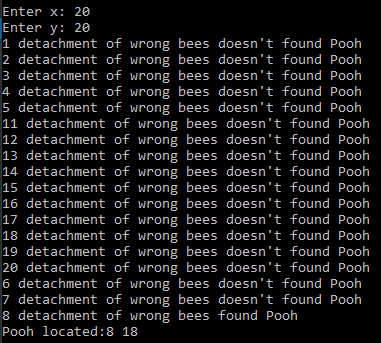 Enter x: 20
Enter y: 20
1 detachment of wrong bees doesn't found Pooh
2 detachment of wrong bees doesn't found Pooh
3 detachment of wrong bees doesn't found Pooh
4 detachment of wrong bees doesn't found Pooh
5 detachment of wrong bees doesn't found Pooh
11 detachment of wrong bees doesn't found Pooh
12 detachment of wrong bees doesn't found Pooh
13 detachment of wrong bees doesn't found Pooh
14 detachment of wrong bees doesn't found Pooh
15 detachment of wrong bees doesn't found Pooh
16 detachment of wrong bees doesn't found Pooh
17 detachment of wrong bees doesn't found Pooh
18 detachment of wrong bees doesn't found Pooh
19 detachment of wrong bees doesn't found Pooh
20 detachment of wrong bees doesn't found Pooh
6 detachment of wrong bees doesn't found Pooh
7 detachment of wrong bees doesn't found Pooh
8 detachment of wrong bees found Pooh
Pooh located:8 18